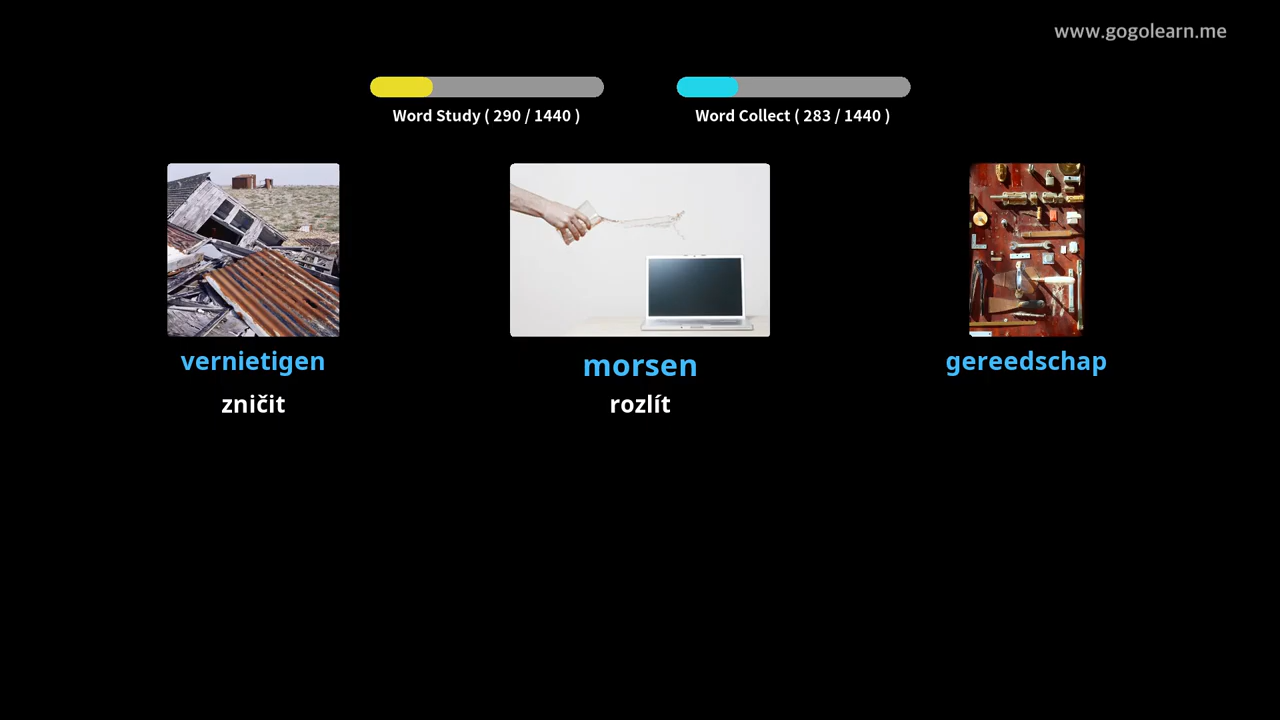 www.gogolearn.me
Word Study ( 290 / 1440 )
Word Collect ( 283 / 1440 )
vernietigen
zničit
morsen
rozlít
gereedschap